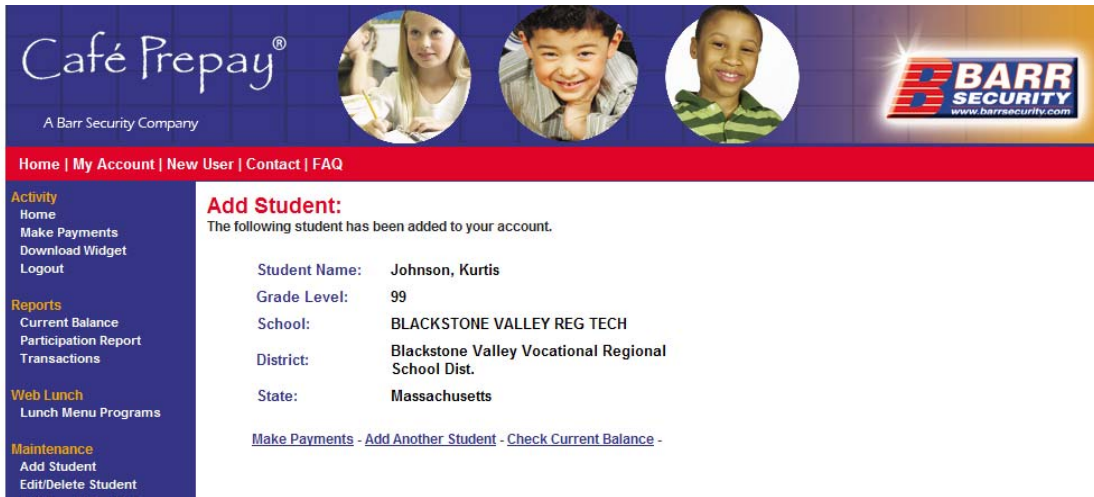 Café Prepay®
A Barr Security Company
B BARR
SECURITY
www.barrsecurity.com
Home | My Account | New User | Contact | FAQ
Activity
Home
Make Payments
Download Widget
Logout
Reports
Current Balance
Participation Report
Transactions
Web Lunch
Lunch Menu Programs
Maintenance
Add Student
Edit/Delete Student
Add Student:
The following student has been added to your account.
Student Name: Johnson, Kurtis
Grade Level: 99
School: BLACKSTONE VALLEY REG TECH
District: Blackstone Valley Vocational Regional
School Dist.
State: Massachusetts
Make Payments - Add Another Student - Check Current Balance -